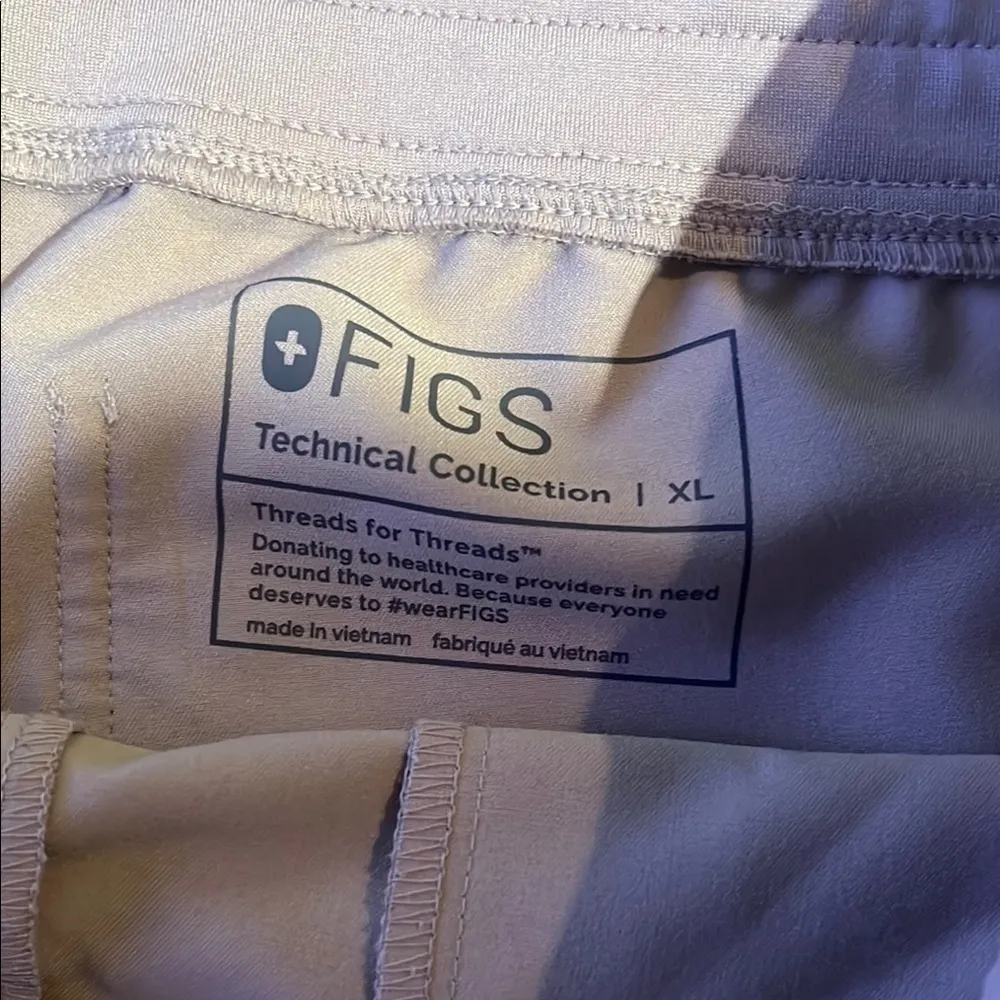 FIGS
Technical Collection | XL
Threads for Threads™
Donating to healthcare providers in need
around the world. Because everyone
deserves to #wearFIGS
made in vietnam fabriqué au vietnam